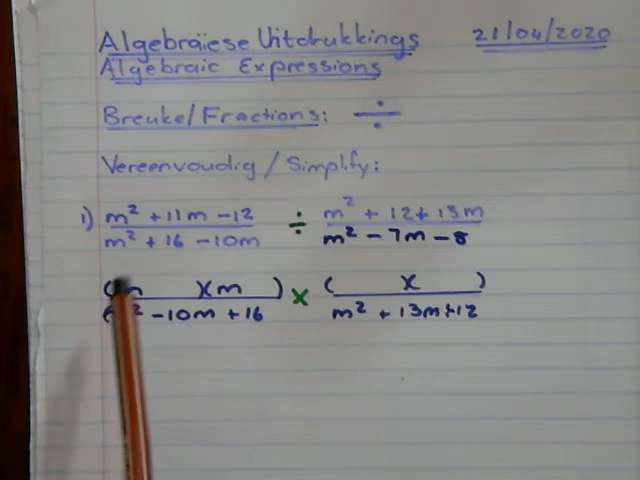 Algebraïese Uitdrukkings 21/04/2020
Algebraic Expressions
Breuke/Fractions: ÷
Vereenvoudig / Simplify:
1) m² + 11m - 12 ÷ m² + 12 + 13m
m² + 16 - 10m m² - 7m - 8
( )(m ) × ( )( )
- 10m + 16 m² + 13m + 12